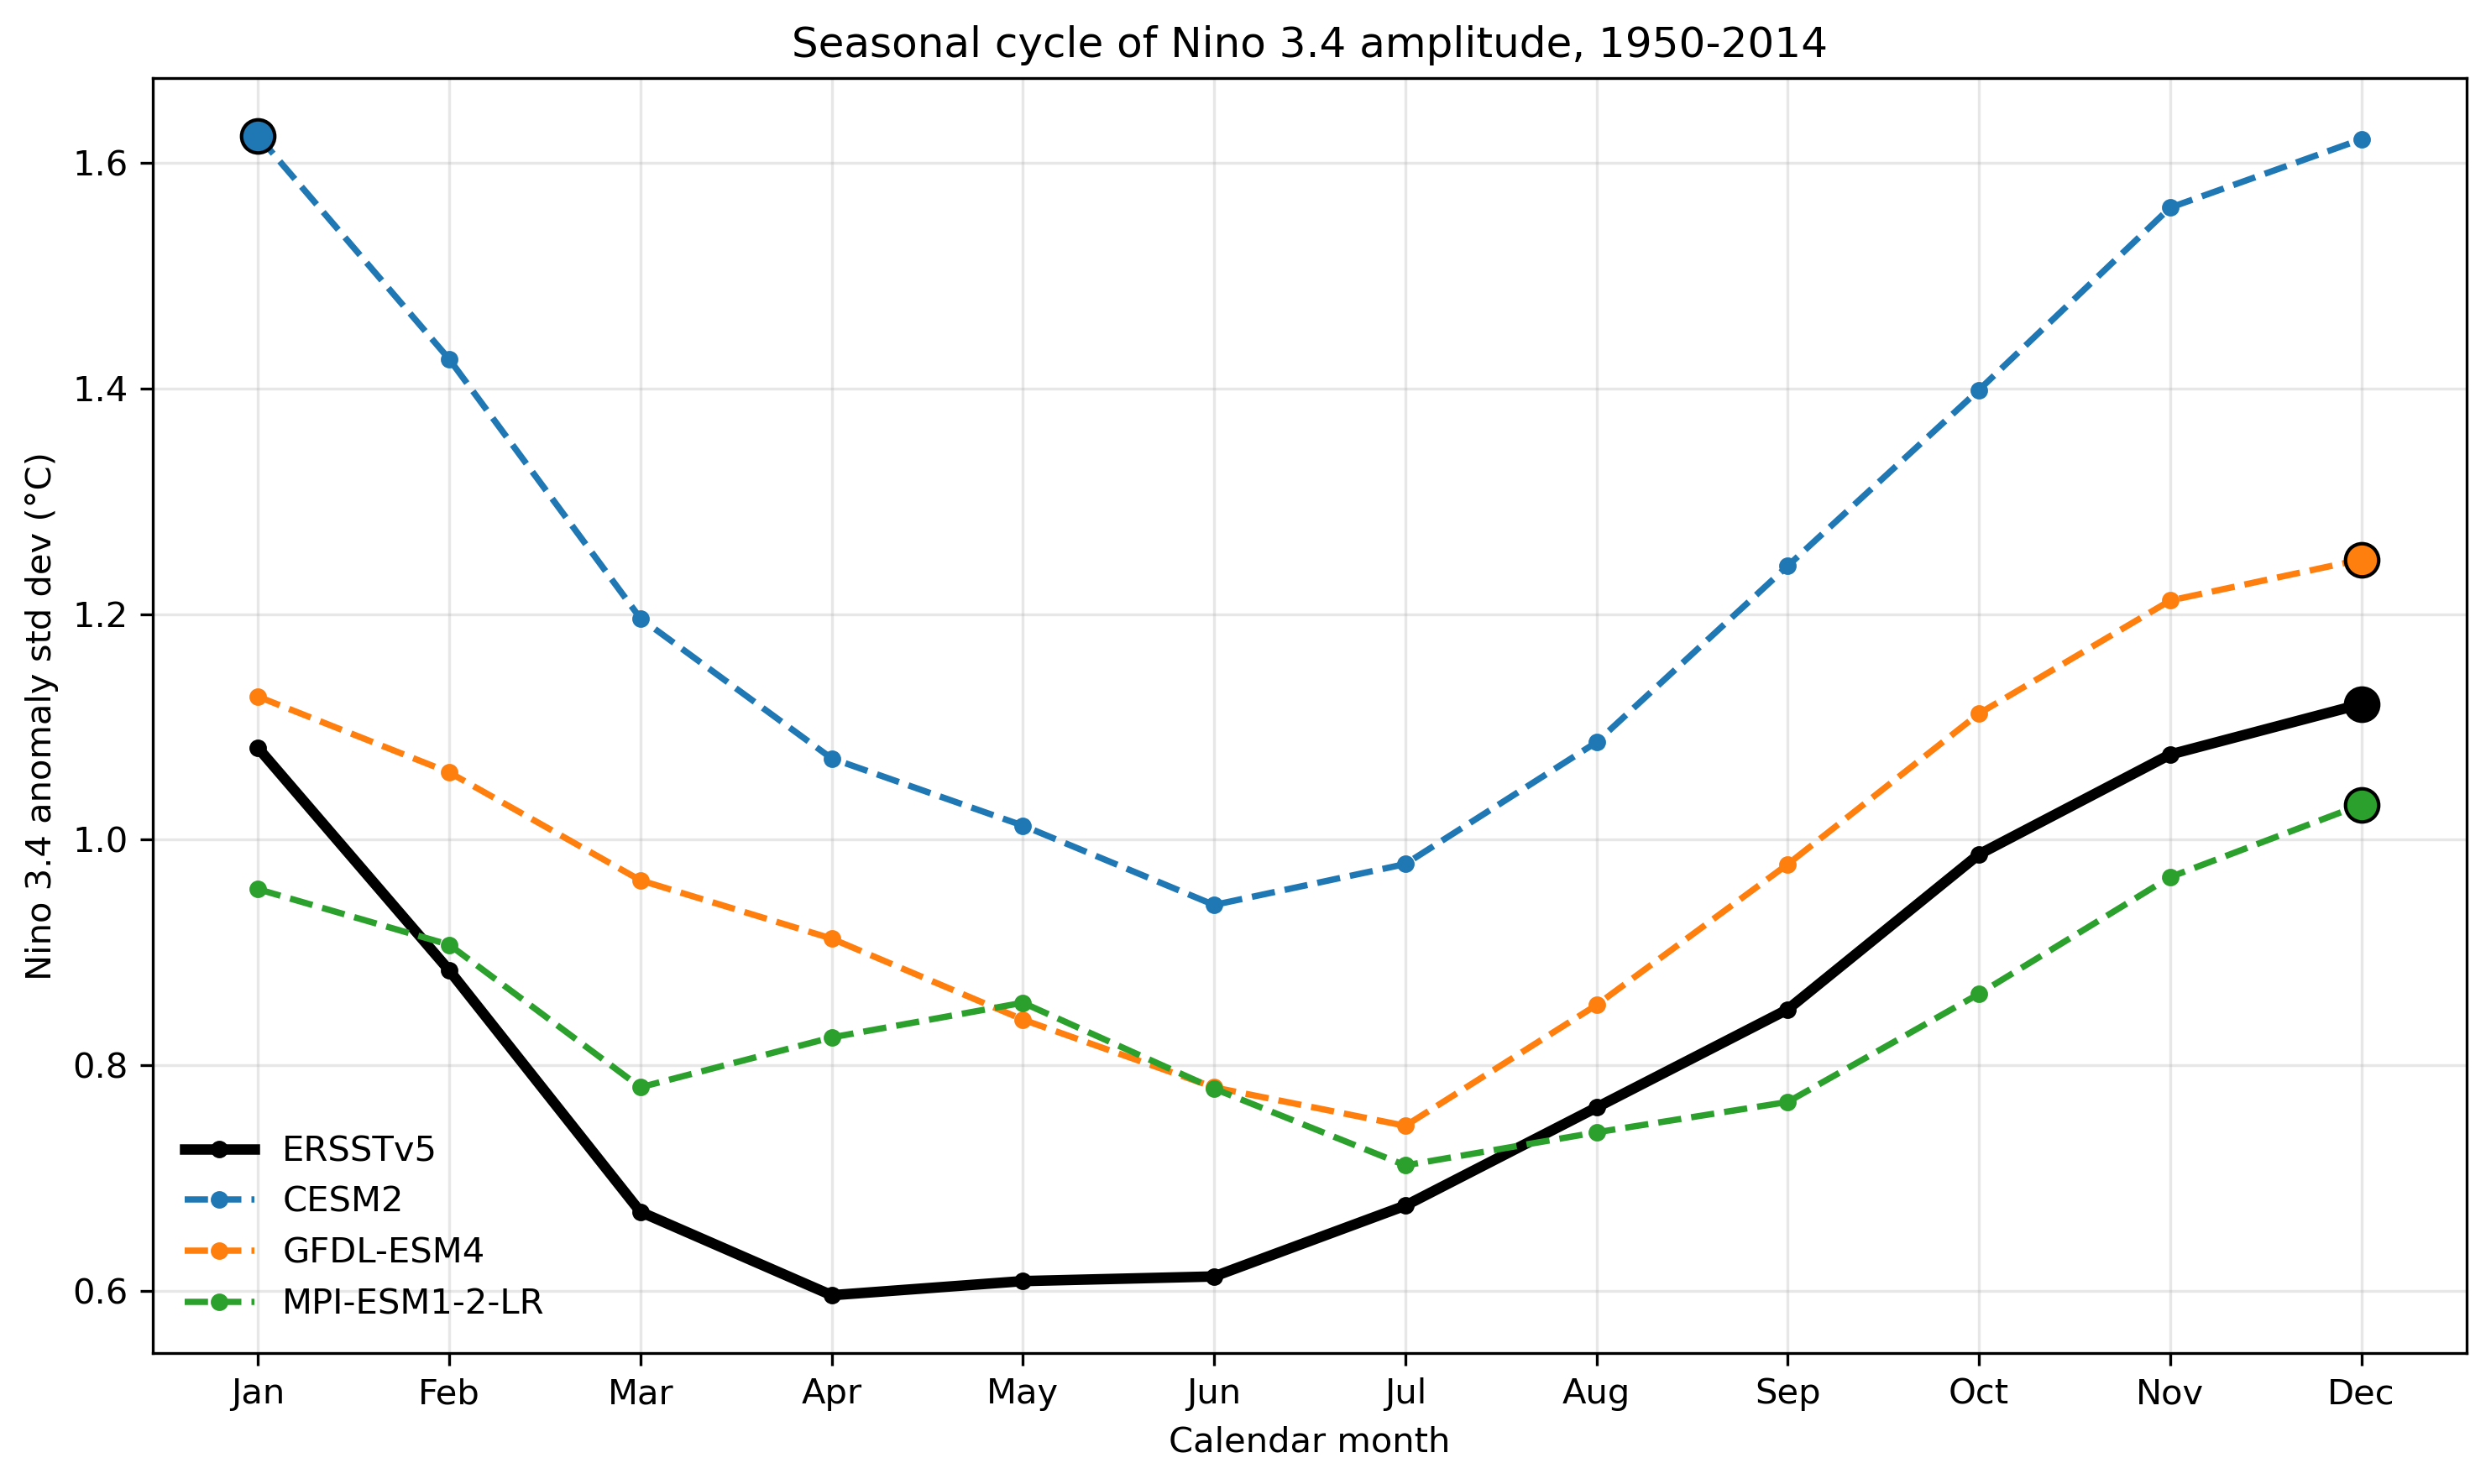 Seasonal cycle of Nino 3.4 amplitude, 1950-2014
Nino 3.4 anomaly std dev (°C)
1.6
1.4
1.2
1.0
0.8
0.6
ERSSTv5
CESM2
GFDL-ESM4
MPI-ESM1-2-LR
Jan Feb Mar Apr May Jun Jul Aug Sep Oct Nov Dec
Calendar month